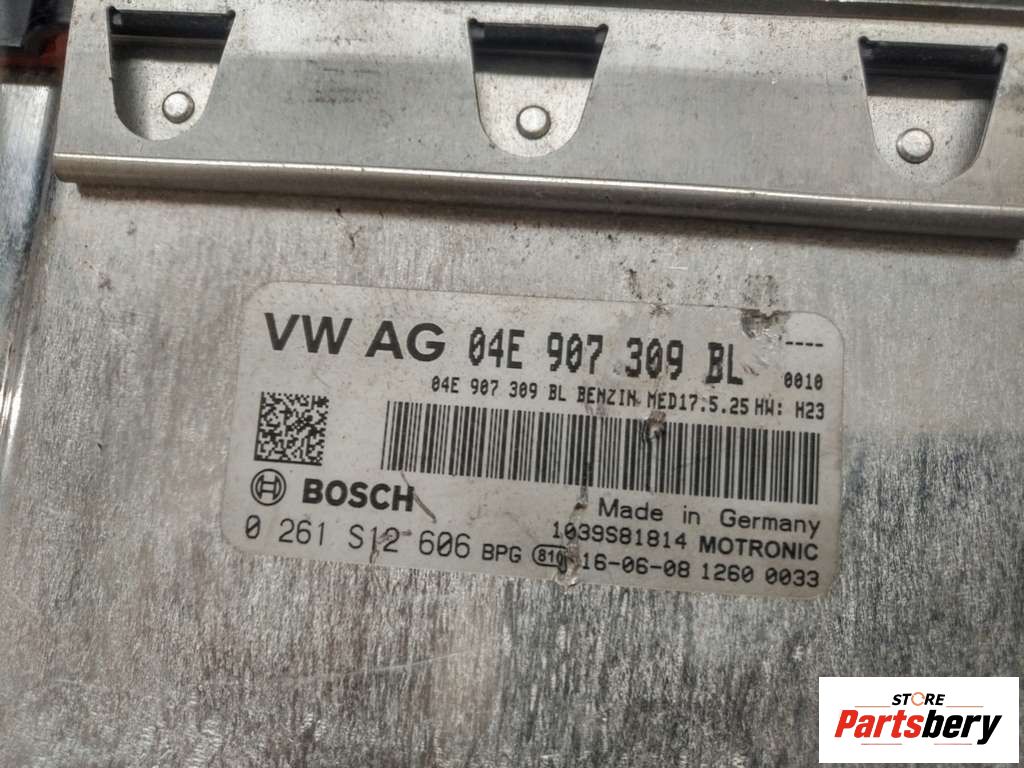 VW AG 04E 907 309 BL ----
0010
04E 907 309 BL BENZIN MED17.5.25 HW: H23
BOSCH
Made in Germany
0 261 S12 606 BPG 810 16-06-08 1260 0033
1039S81814 MOTRONIC
STORE
Partsbery